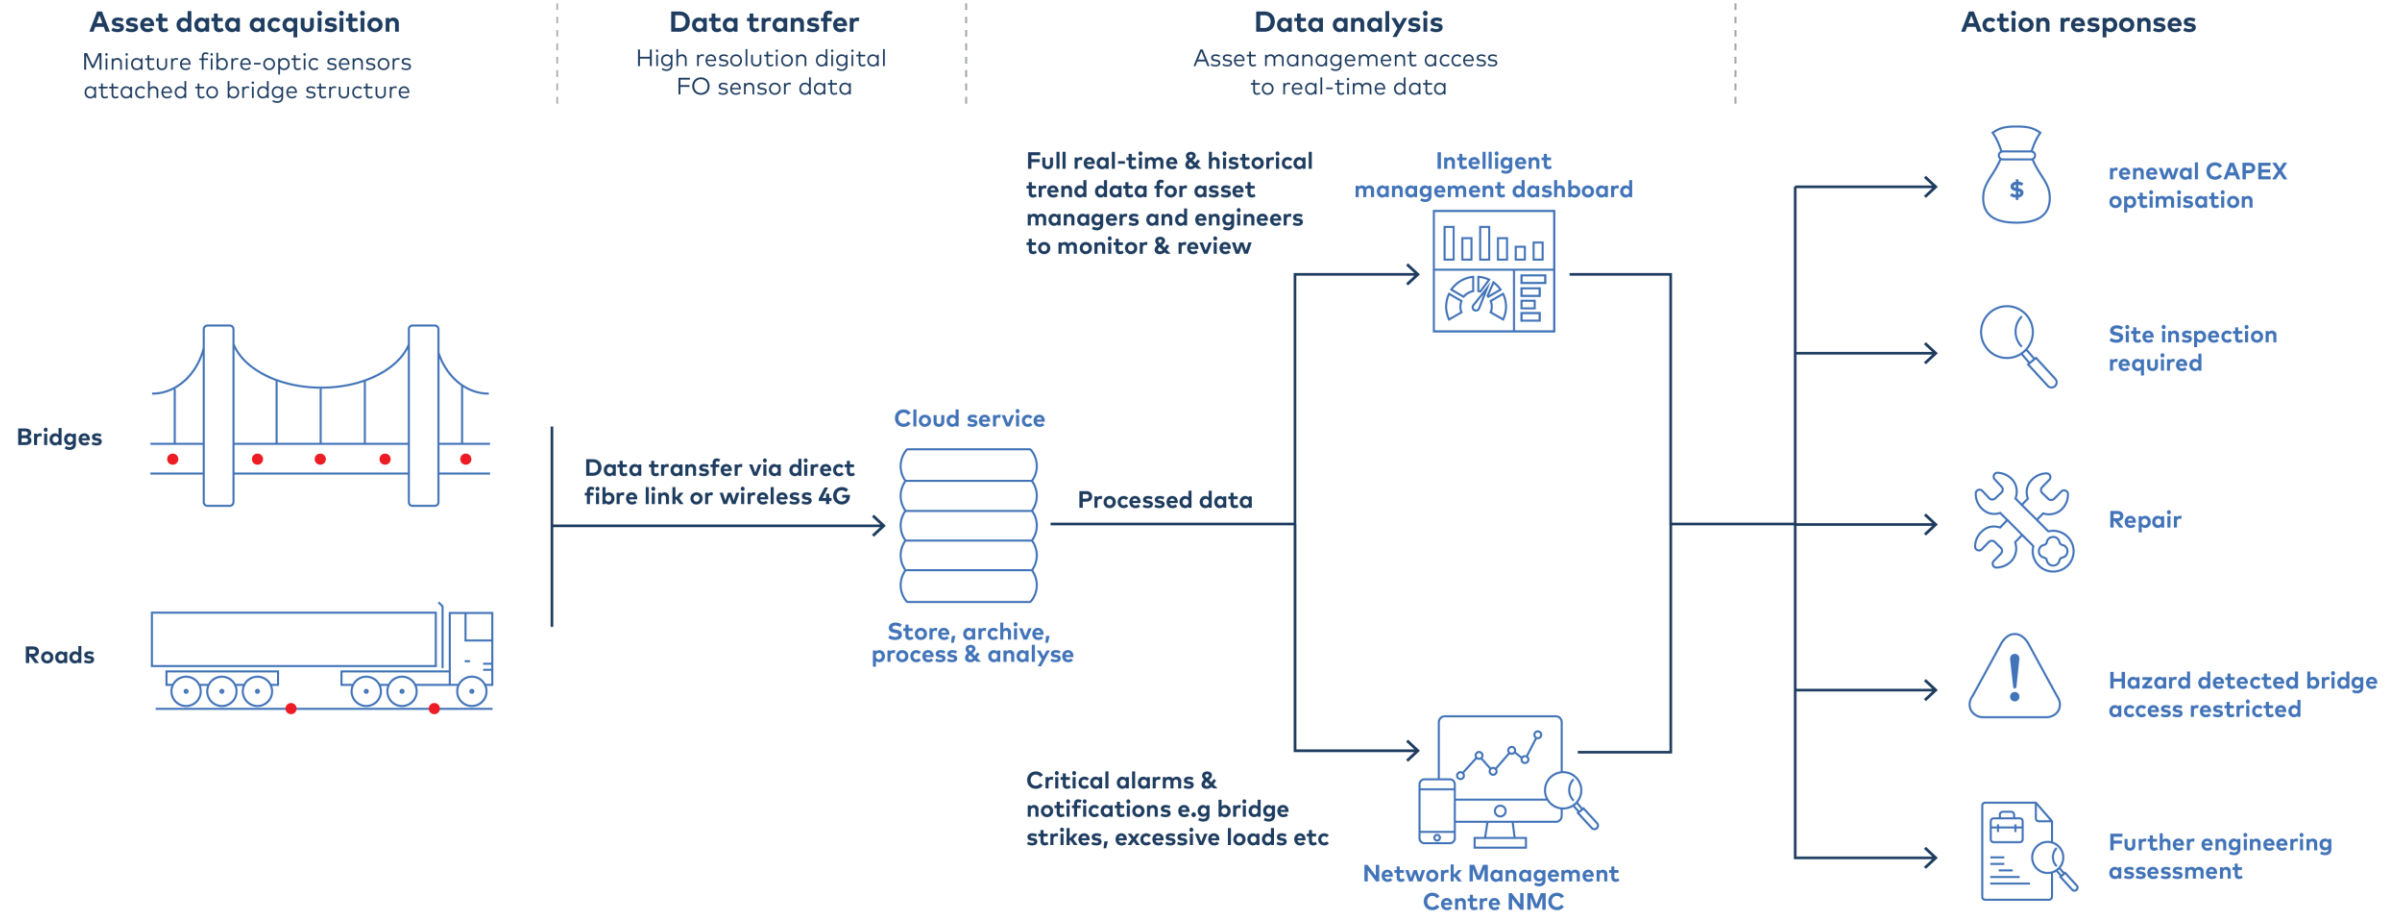 Asset data acquisition
Miniature fibre-optic sensors
attached to bridge structure
Data transfer
High resolution digital
FO sensor data
Data analysis
Asset management access
to real-time data
Action responses
Bridges
Roads
Data transfer via direct
fibre link or wireless 4G
Cloud service
Store, archive,
process & analyse
Processed data
Full real-time & historical
trend data for asset
managers and engineers
to monitor & review
Intelligent
management dashboard
Critical alarms &
notifications e.g bridge
strikes, excessive loads etc
Network Management
Centre NMC
$
renewal CAPEX
optimisation
Site inspection
required
Repair
!
Hazard detected bridge
access restricted
Further engineering
assessment